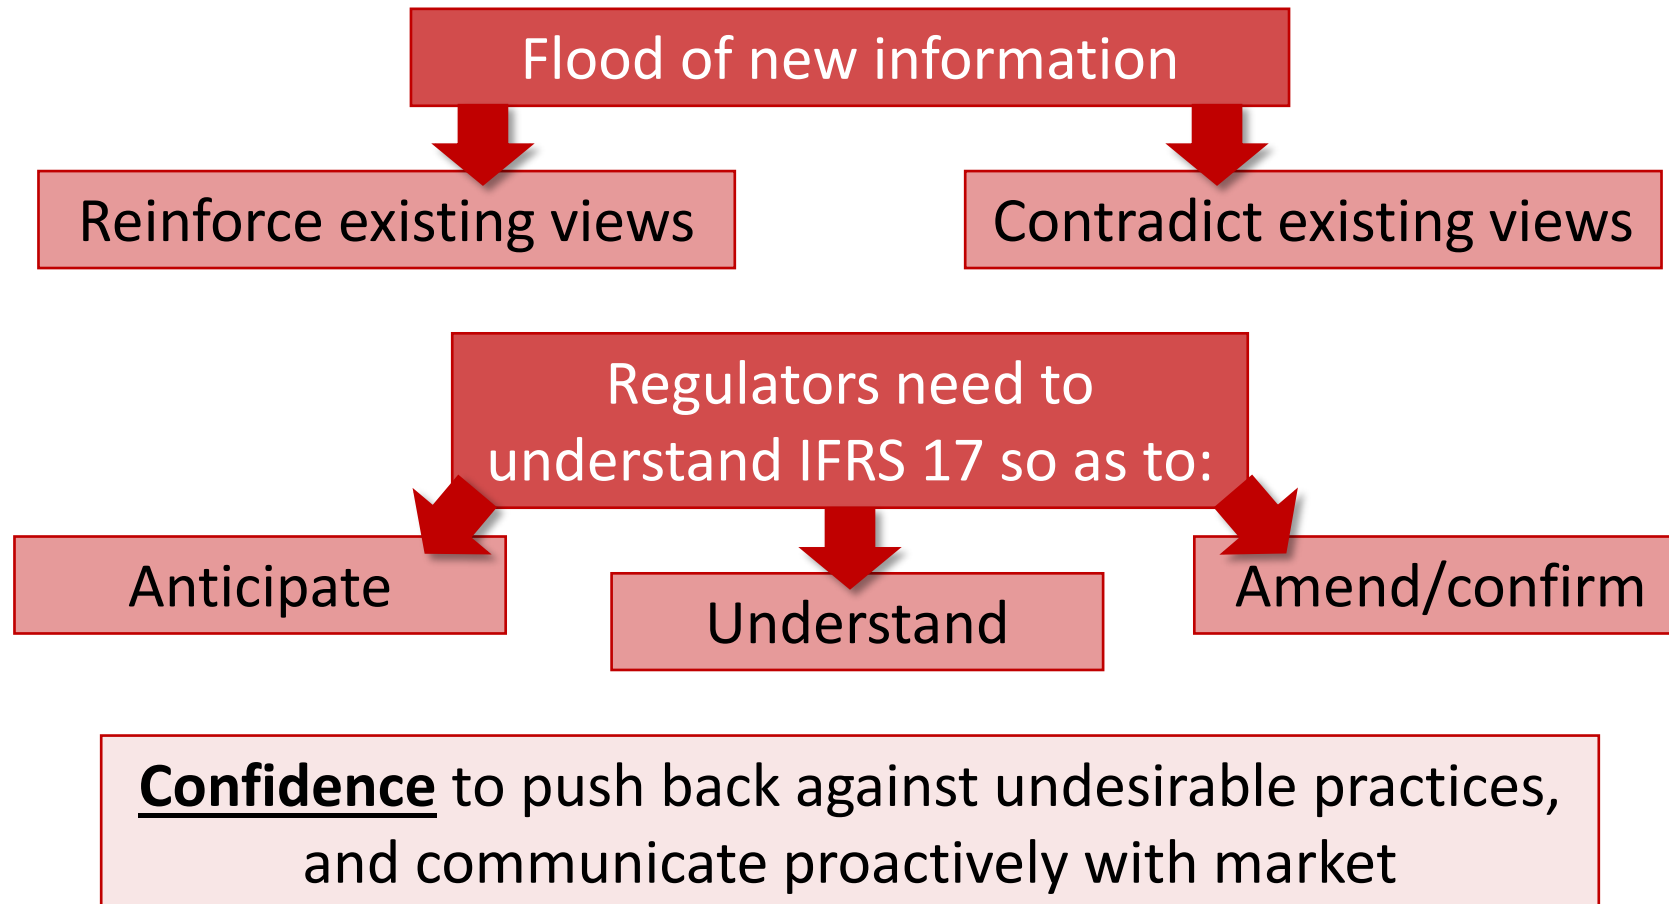 Flood of new information
Reinforce existing views
Contradict existing views
Regulators need to
understand IFRS 17 so as to:
Anticipate
Understand
Amend/confirm
Confidence to push back against undesirable practices,
and communicate proactively with market